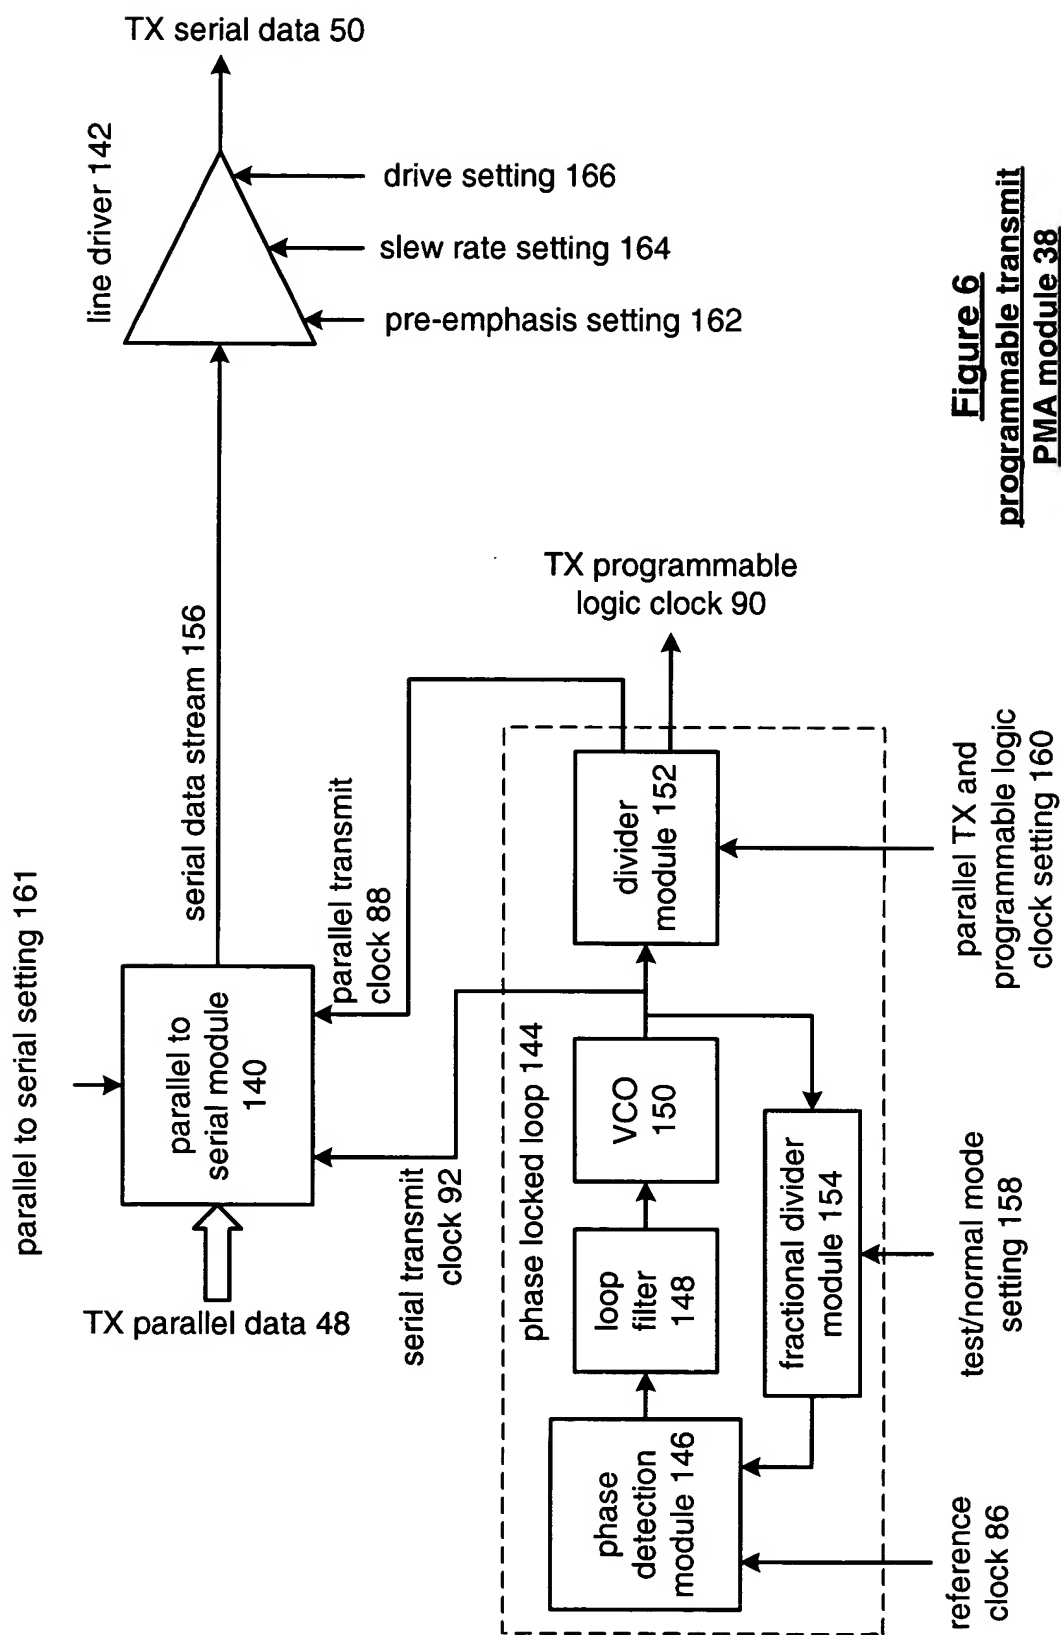 parallel to serial setting 161
TX parallel data 48
parallel to
serial module
140
serial data stream 156
line driver 142
TX serial data 50
drive setting 166
slew rate setting 164
pre-emphasis setting 162
serial transmit
clock 92
parallel transmit
clock 88
TX programmable
logic clock 90
phase locked loop 144
phase
detection
module 146
loop
filter
148
VCO
150
divider
module 152
fractional divider
module 154
reference
clock 86
test/normal mode
setting 158
parallel TX and
programmable logic
clock setting 160
Figure 6
programmable transmit
PMA module 38